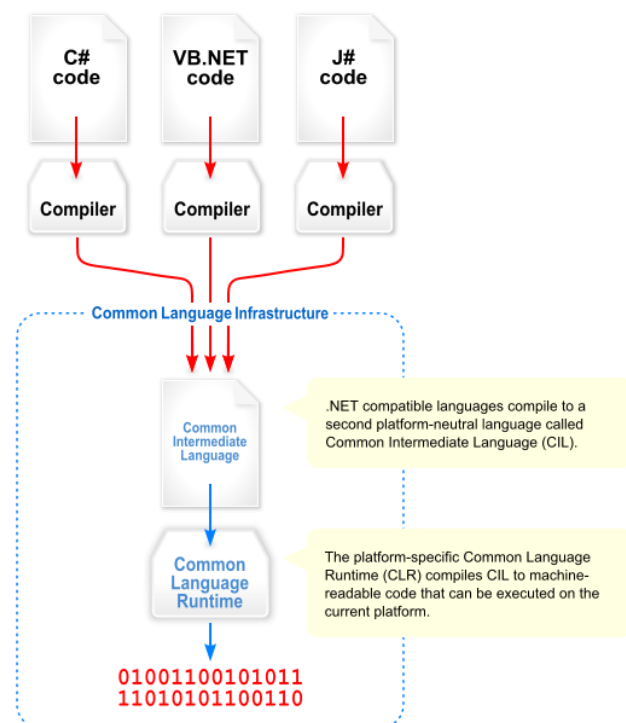 C#
code
VB.NET
code
J#
code
Compiler
Compiler
Compiler
Common Language Infrastructure
Common
Intermediate
Language
.NET compatible languages compile to a
second platform-neutral language called
Common Intermediate Language (CIL).
Common
Language
Runtime
The platform-specific Common Language
Runtime (CLR) compiles CIL to machine-
readable code that can be executed on the
current platform.
01001100101011
11010101100110